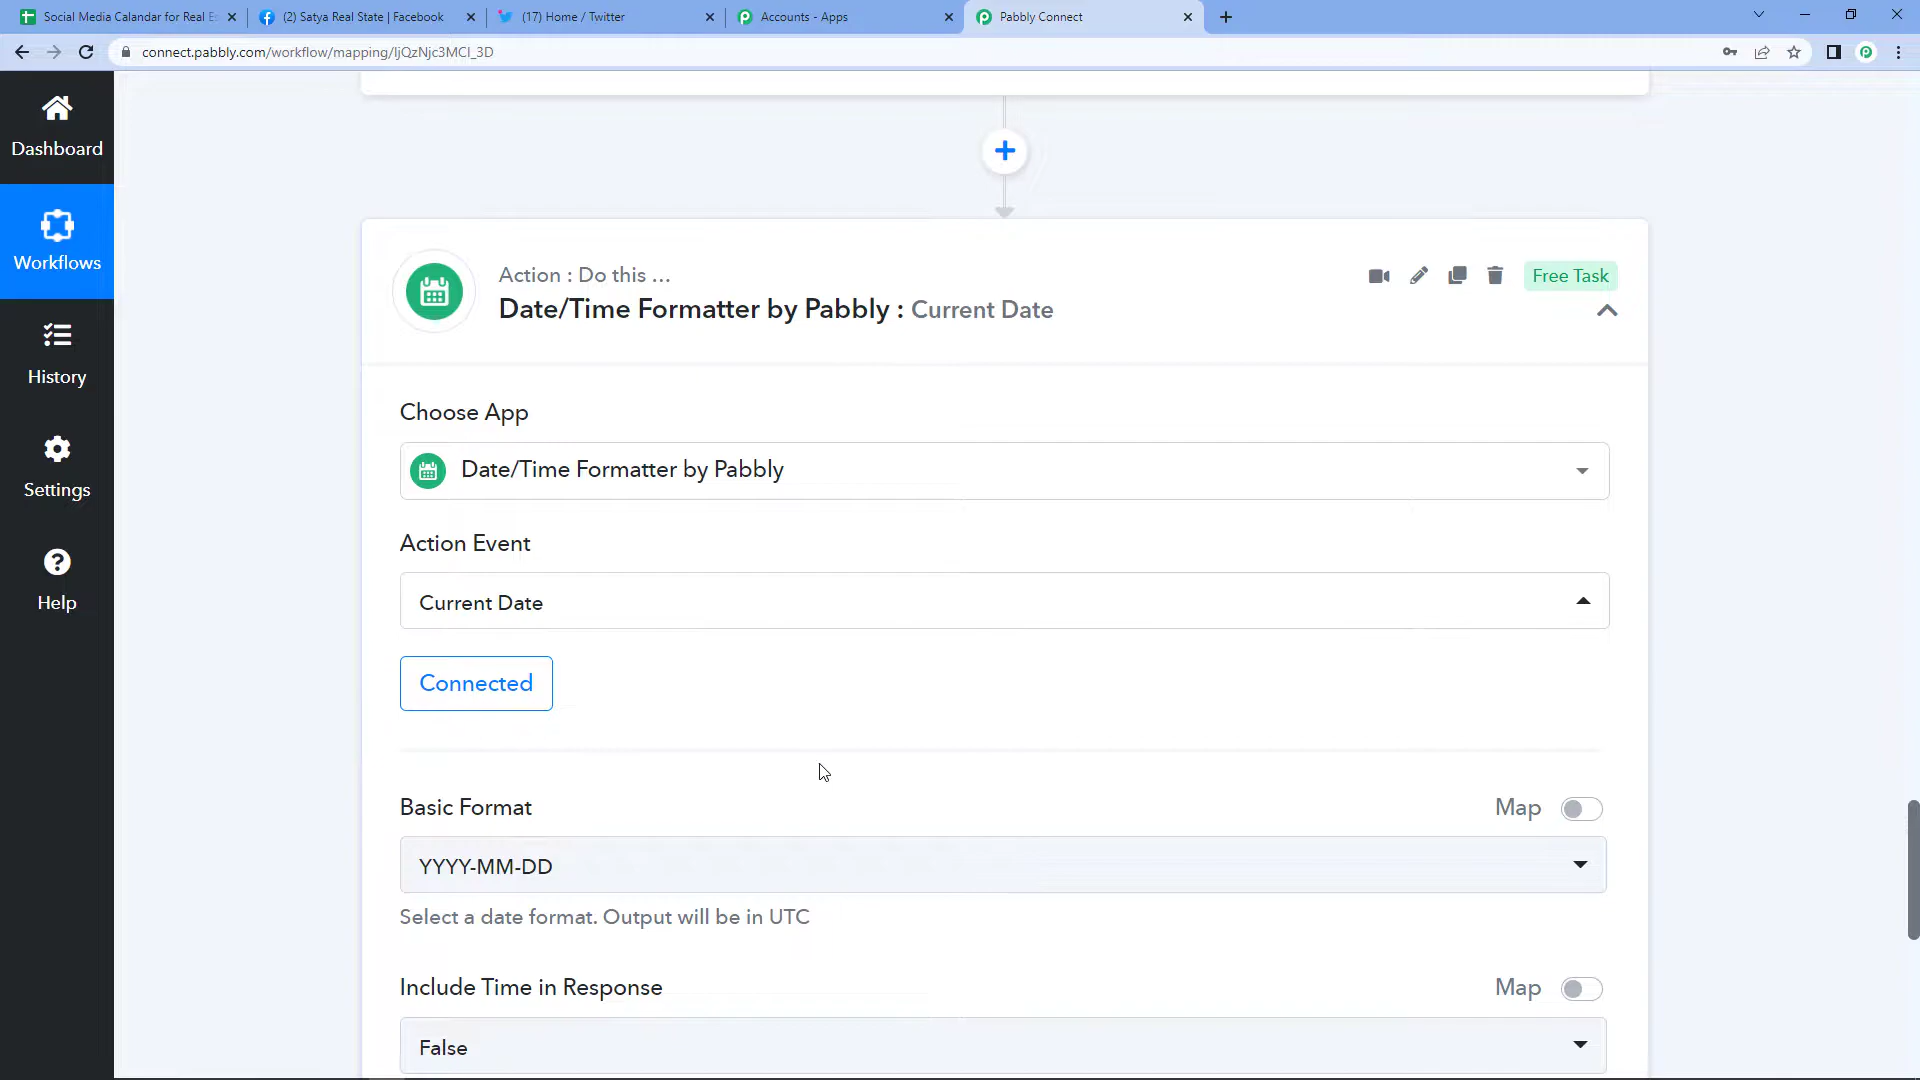 Social Media Calandar for Real Es
(2) Satya Real State | Facebook
(17) Home / Twitter
Accounts - Apps
Pabbly Connect
connect.pabbly.com/workflow/mapping/IjQzNjc3MCI_3D
Dashboard
Workflows
History
Settings
Help
Action : Do this ...
Free Task
Date/Time Formatter by Pabbly : Current Date
Choose App
Date/Time Formatter by Pabbly
Action Event
Current Date
Connected
Basic Format
Map
YYYY-MM-DD
Select a date format. Output will be in UTC
Include Time in Response
Map
False